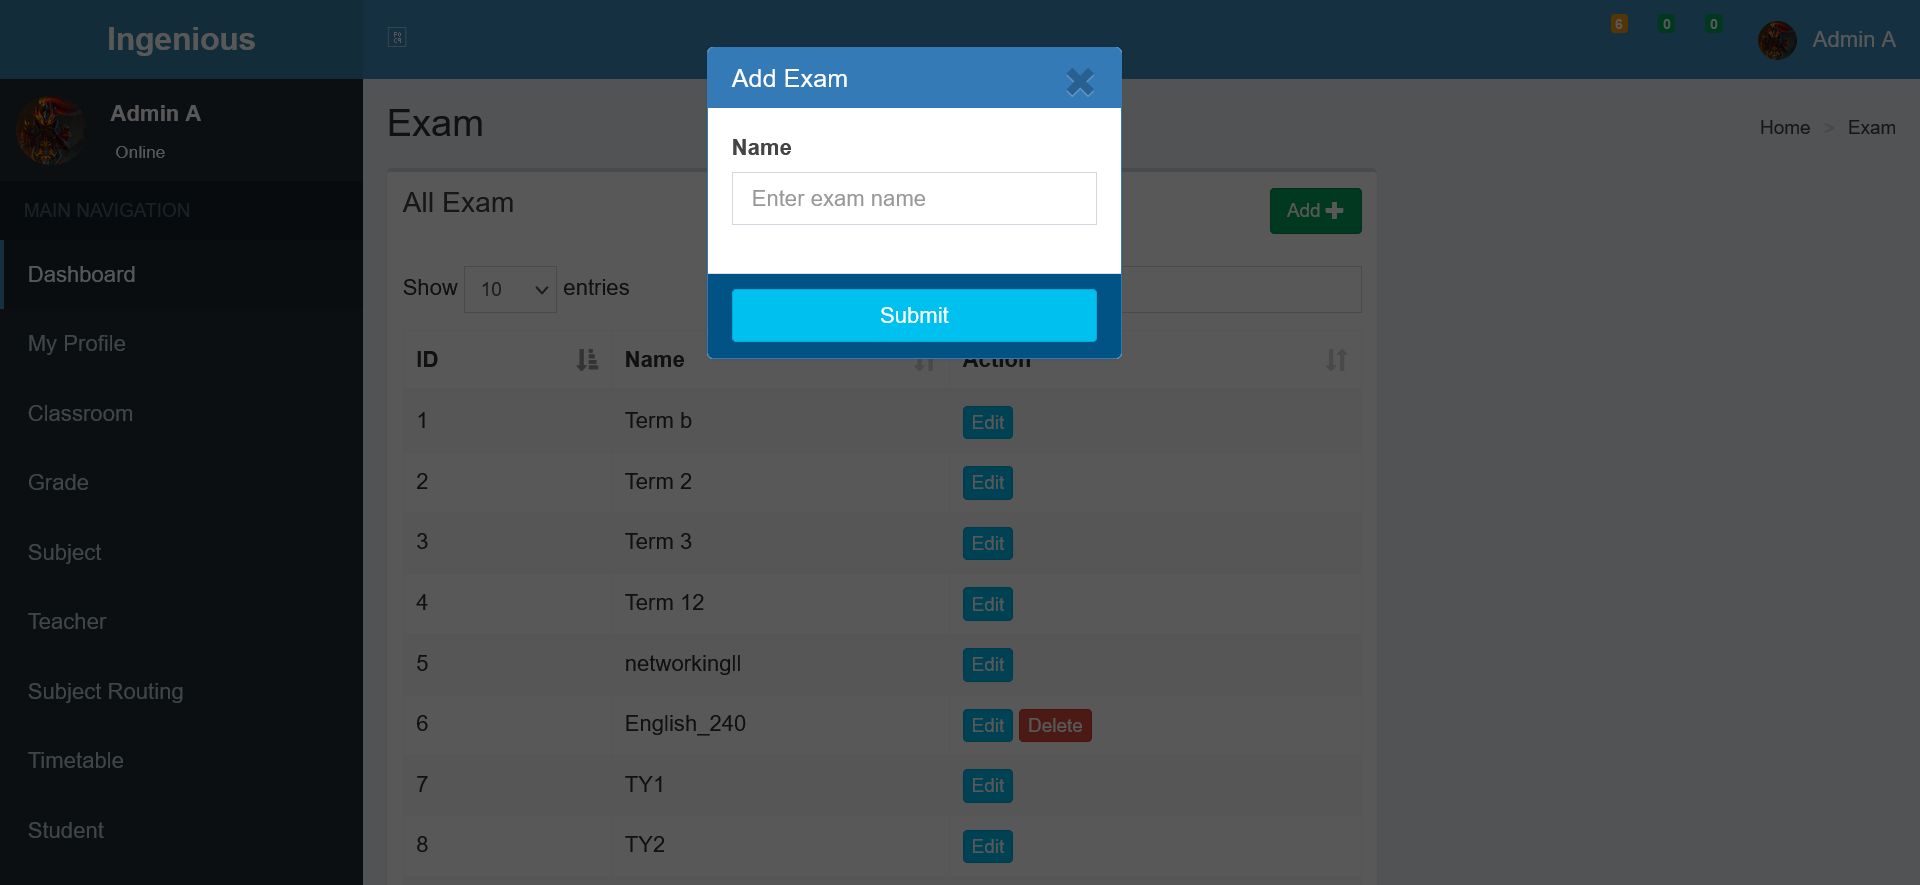 Ingenious
6
0
0
Admin A
Admin A
Online
MAIN NAVIGATION
Dashboard
My Profile
Classroom
Grade
Subject
Teacher
Subject Routing
Timetable
Student
Exam
Home > Exam
All Exam
Add
Show 10 entries
ID Name Action
1 Term b Edit
2 Term 2 Edit
3 Term 3 Edit
4 Term 12 Edit
5 networkingll Edit
6 English_240 Edit Delete
7 TY1 Edit
8 TY2 Edit
Add Exam
Name
Enter exam name
Submit